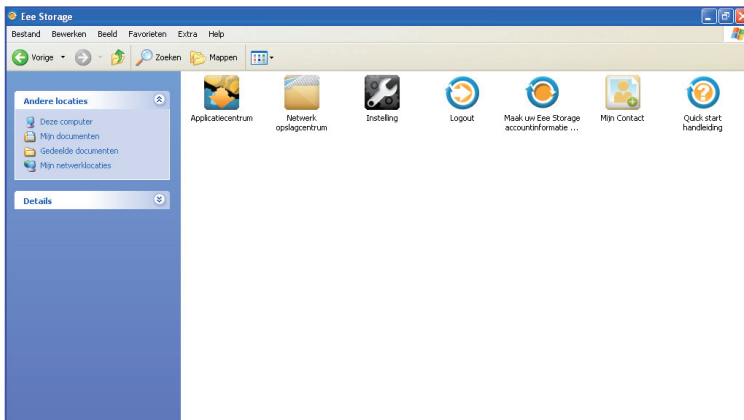 Eee Storage
Bestand Bewerken Beeld Favorieten Extra Help
Vorige Zoeken Mappen
Andere locaties
Deze computer
Mijn documenten
Gedeelde documenten
Mijn netwerklocaties
Details
Applicatiecentrum
Netwerk
opslagcentrum
Instelling
Logout
Maak uw Eee Storage
accountinformatie ...
Mijn Contact
Quick start
handleiding